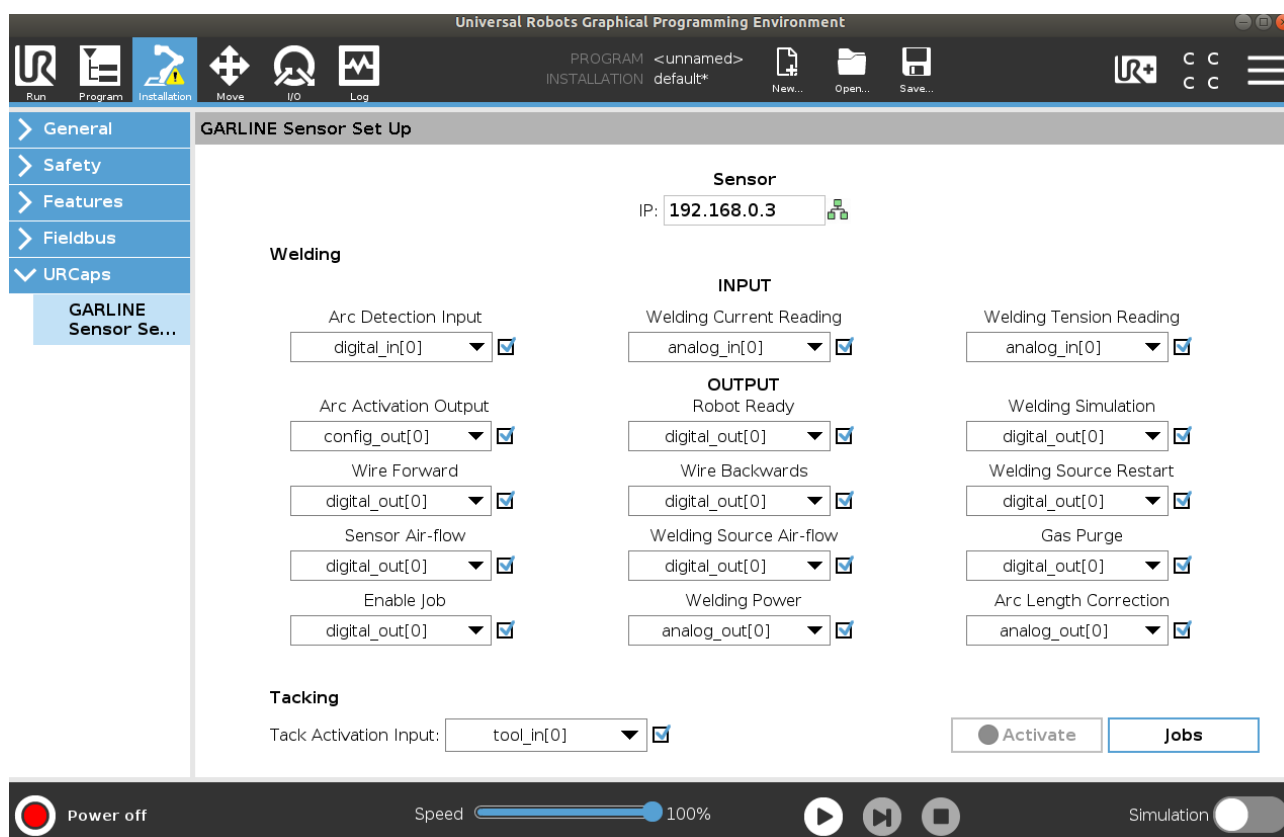 Universal Robots Graphical Programming Environment
UR
Run
Program
Installation
Move
I/O
Log
PROGRAM <unnamed>
INSTALLATION default*
New...
Open...
Save...
UR+
C C
C C
General
Safety
Features
Fieldbus
URCaps
GARLINE
Sensor Se...
GARLINE Sensor Set Up
Sensor
IP: 192.168.0.3
Welding
INPUT
Arc Detection Input Welding Current Reading Welding Tension Reading
digital_in[0] analog_in[0] analog_in[0]
OUTPUT
Arc Activation Output Robot Ready Welding Simulation
config_out[0] digital_out[0] digital_out[0]
Wire Forward Wire Backwards Welding Source Restart
digital_out[0] digital_out[0] digital_out[0]
Sensor Air-flow Welding Source Air-flow Gas Purge
digital_out[0] digital_out[0] digital_out[0]
Enable Job Welding Power Arc Length Correction
digital_out[0] analog_out[0] analog_out[0]
Tacking
Tack Activation Input: tool_in[0] Activate Jobs
Power off Speed 100% Simulation